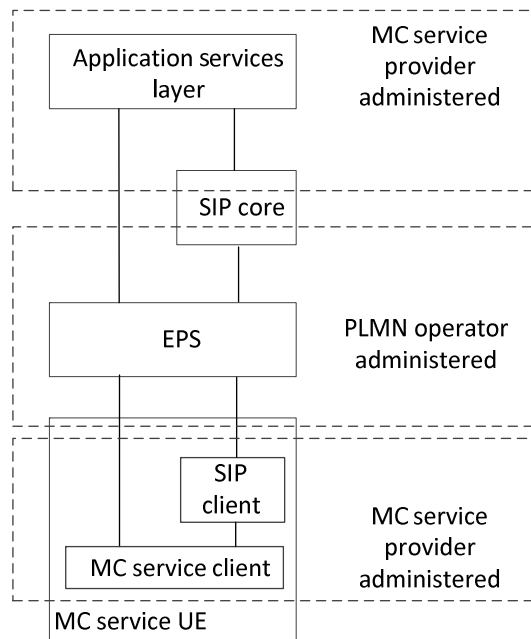 Application services
layer
MC service
provider
administered
SIP core
EPS
PLMN operator
administered
SIP
client
MC service client
MC service
provider
administered
MC service UE